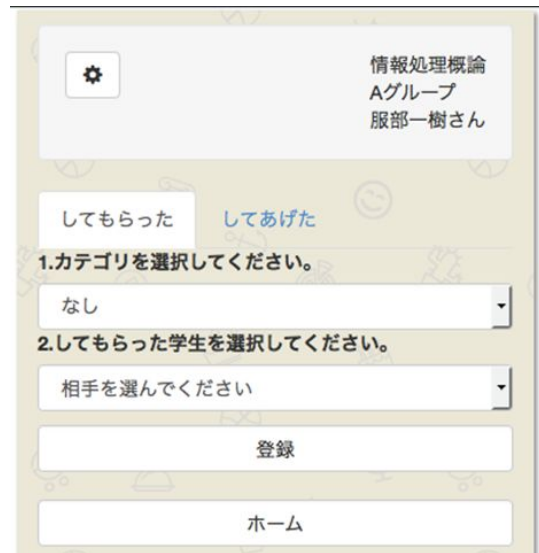 情報処理概論
Aグループ
服部一樹さん
してもらった してあげた
1.カテゴリを選択してください。
なし
2.してもらった学生を選択してください。
相手を選んでください
登録
ホーム